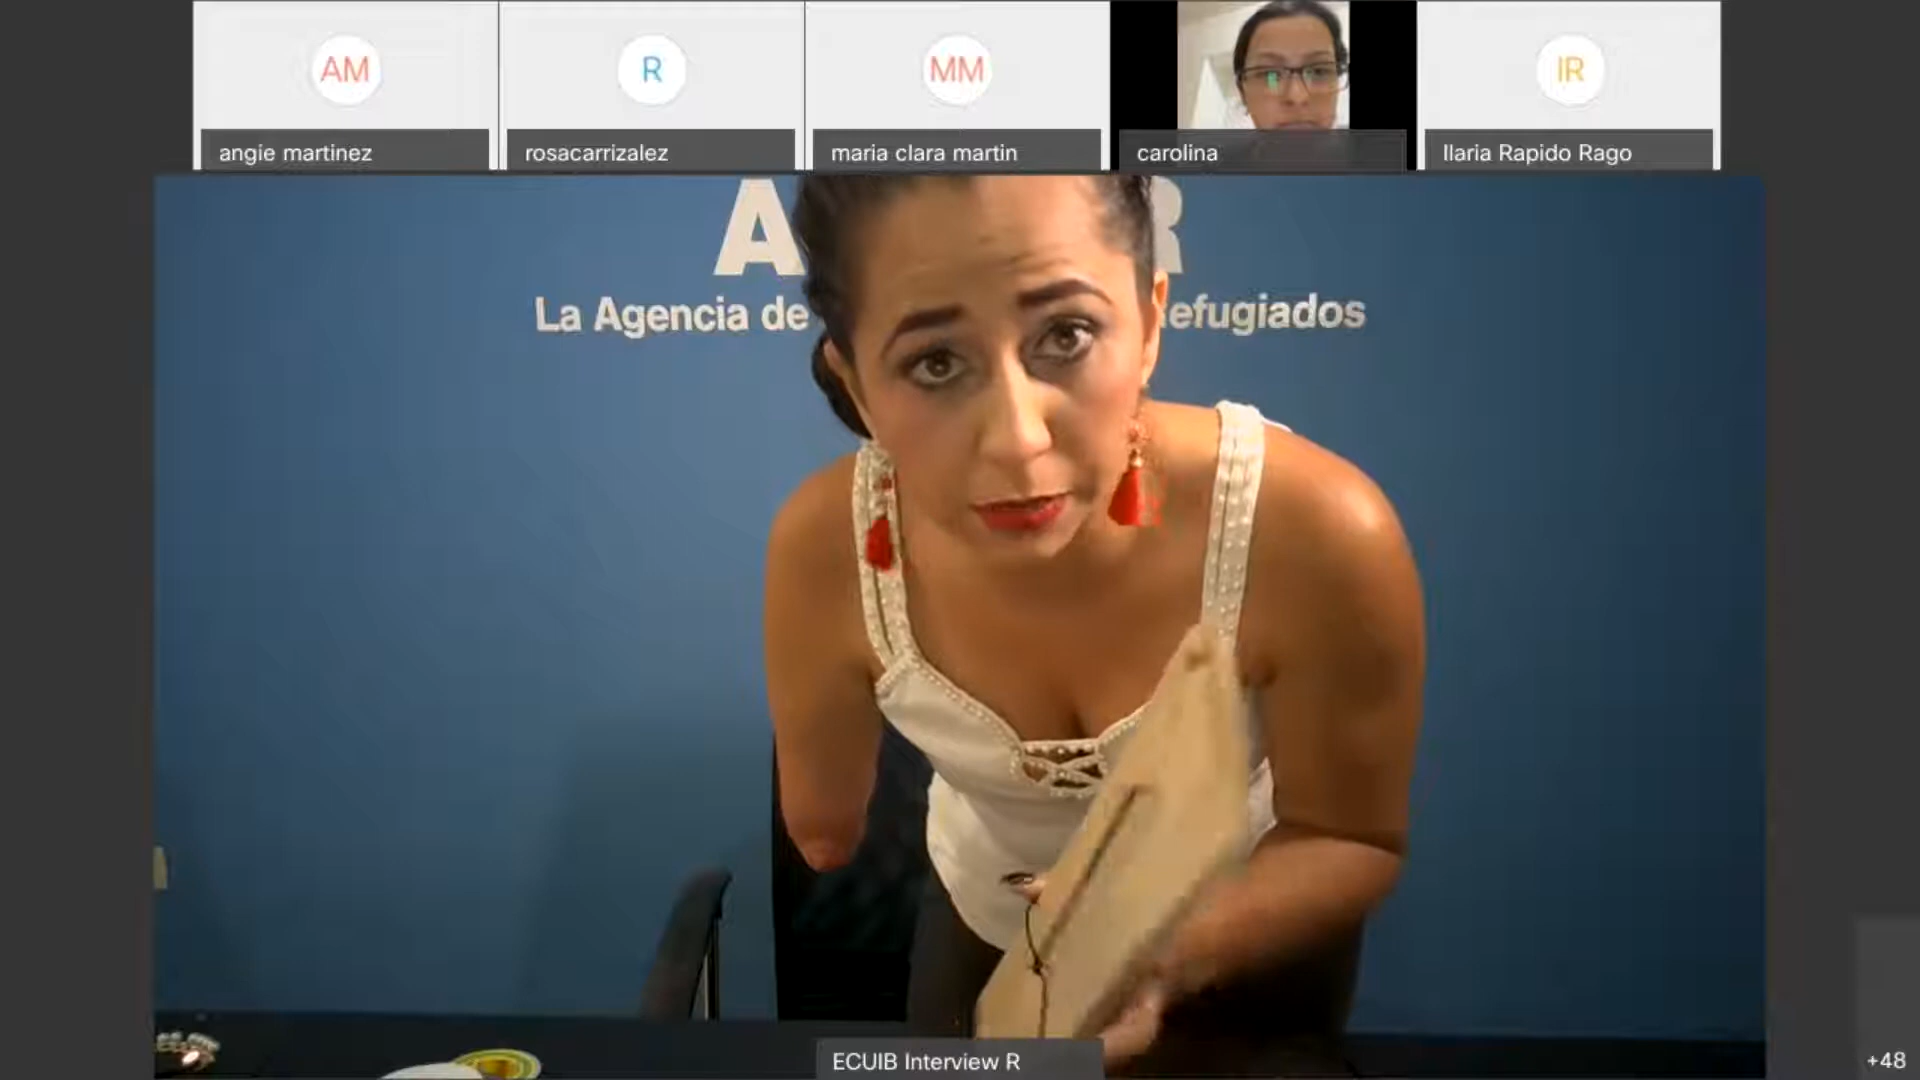 AM
R
MM
IR
angie martinez
rosacarrizalez
maria clara martin
carolina
Ilaria Rapido Rago
A R
La Agencia de efugiados
ECUIB Interview R
+48